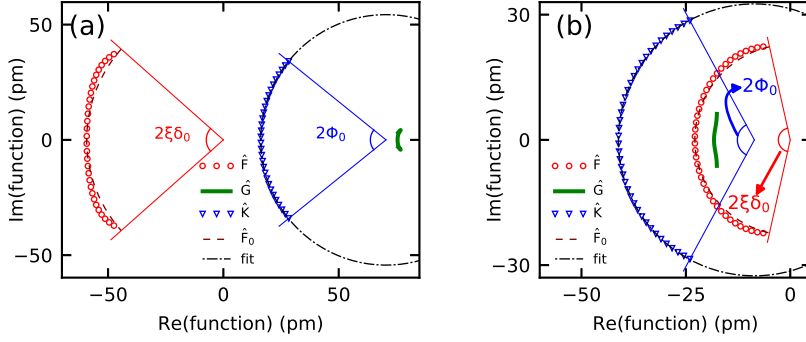 (a)
50
0
−50
Im(function) (pm)
−50
0
50
Re(function) (pm)
2ξδ₀
2Φ₀
F̂
Ĝ
K̂
F̂₀
fit
(b)
30
0
−30
Im(function) (pm)
−50
−25
0
Re(function) (pm)
2Φ₀
2ξδ₀
F̂
Ĝ
K̂
F̂₀
fit